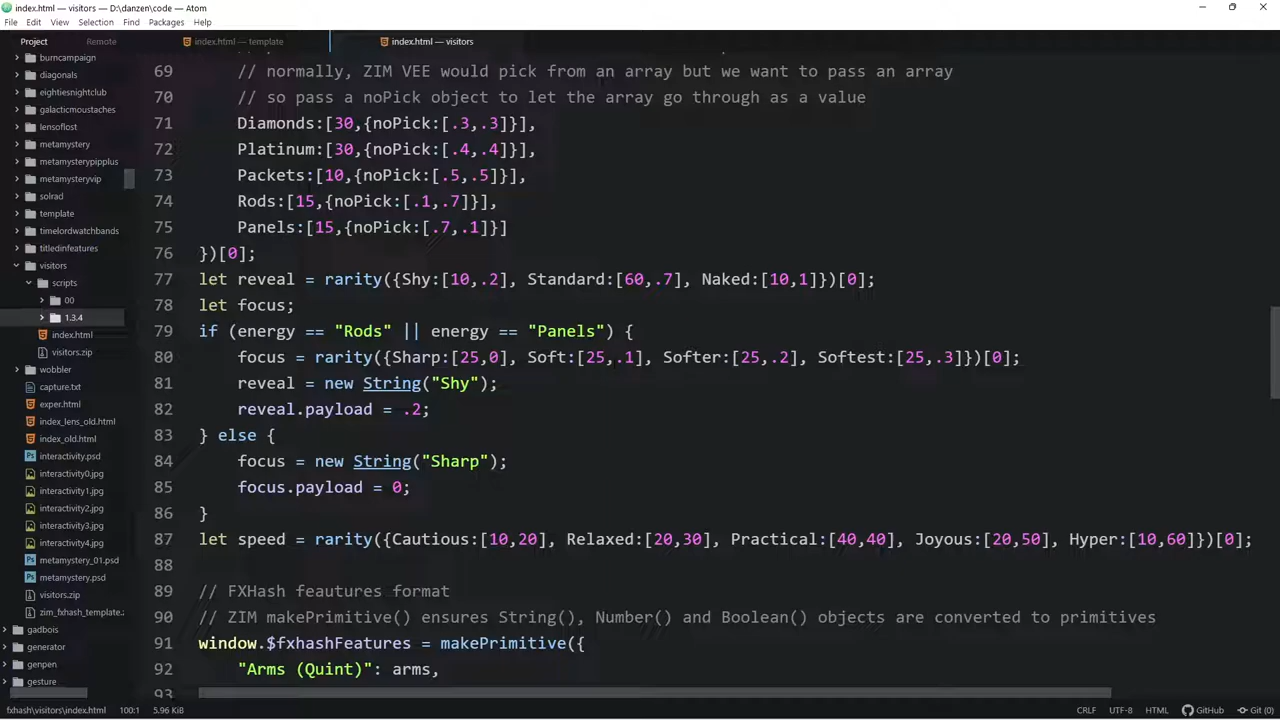 index.html — visitors — D:\danzen\code — Atom
File Edit View Selection Find Packages Help
Project Remote
index.html — template
index.html — visitors
burncampaign
diagonals
eightiesnightclub
galacticmoustaches
lensoflost
metamystery
metamysterypipplus
metamysteryvip
solrad
template
timelordwatchbands
titledinfeatures
visitors
scripts
00
1.3.4
index.html
visitors.zip
wobbler
capture.txt
exper.html
index_lens_old.html
index_old.html
interactivity.psd
interactivity0.jpg
interactivity1.jpg
interactivity2.jpg
interactivity3.jpg
interactivity4.jpg
metamystery_01.psd
metamystery.psd
visitors.zip
zim_fxhash_template.
gadbois
generator
genpen
gesture
69 // normally, ZIM VEE would pick from an array but we want to pass an array
70 // so pass a noPick object to let the array go through as a value
71 Diamonds:[30,{noPick:[.3,.3]}],
72 Platinum:[30,{noPick:[.4,.4]}],
73 Packets:[10,{noPick:[.5,.5]}],
74 Rods:[15,{noPick:[.1,.7]}],
75 Panels:[15,{noPick:[.7,.1]}]
76 })[0];
77 let reveal = rarity({Shy:[10,.2], Standard:[60,.7], Naked:[10,1]})[0];
78 let focus;
79 if (energy == "Rods" || energy == "Panels") {
80 focus = rarity({Sharp:[25,0], Soft:[25,.1], Softer:[25,.2], Softest:[25,.3]})[0];
81 reveal = new String("Shy");
82 reveal.payload = .2;
83 } else {
84 focus = new String("Sharp");
85 focus.payload = 0;
86 }
87 let speed = rarity({Cautious:[10,20], Relaxed:[20,30], Practical:[40,40], Joyous:[20,50], Hyper:[10,60]})[0];
88
89 // FXHash feautures format
90 // ZIM makePrimitive() ensures String(), Number() and Boolean() objects are converted to primitives
91 window.$fxhashFeatures = makePrimitive({
92 "Arms (Quint)": arms,
93
fxhash\visitors\index.html 100:1 5.96 KiB
CRLF UTF-8 HTML GitHub Git (0)